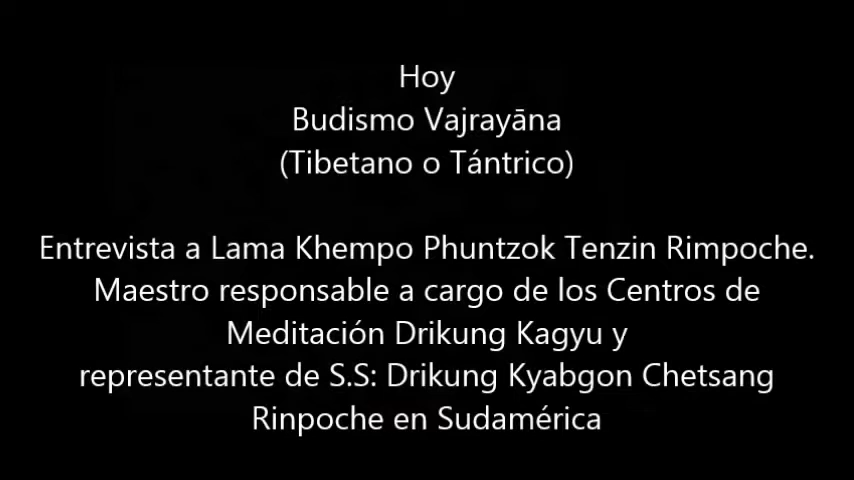 Hoy
Budismo Vajrayāna
(Tibetano o Tántrico)
Entrevista a Lama Khempo Phuntzok Tenzin Rimpoche.
Maestro responsable a cargo de los Centros de
Meditación Drikung Kagyu y
representante de S.S: Drikung Kyabgon Chetsang
Rinpoche en Sudamérica